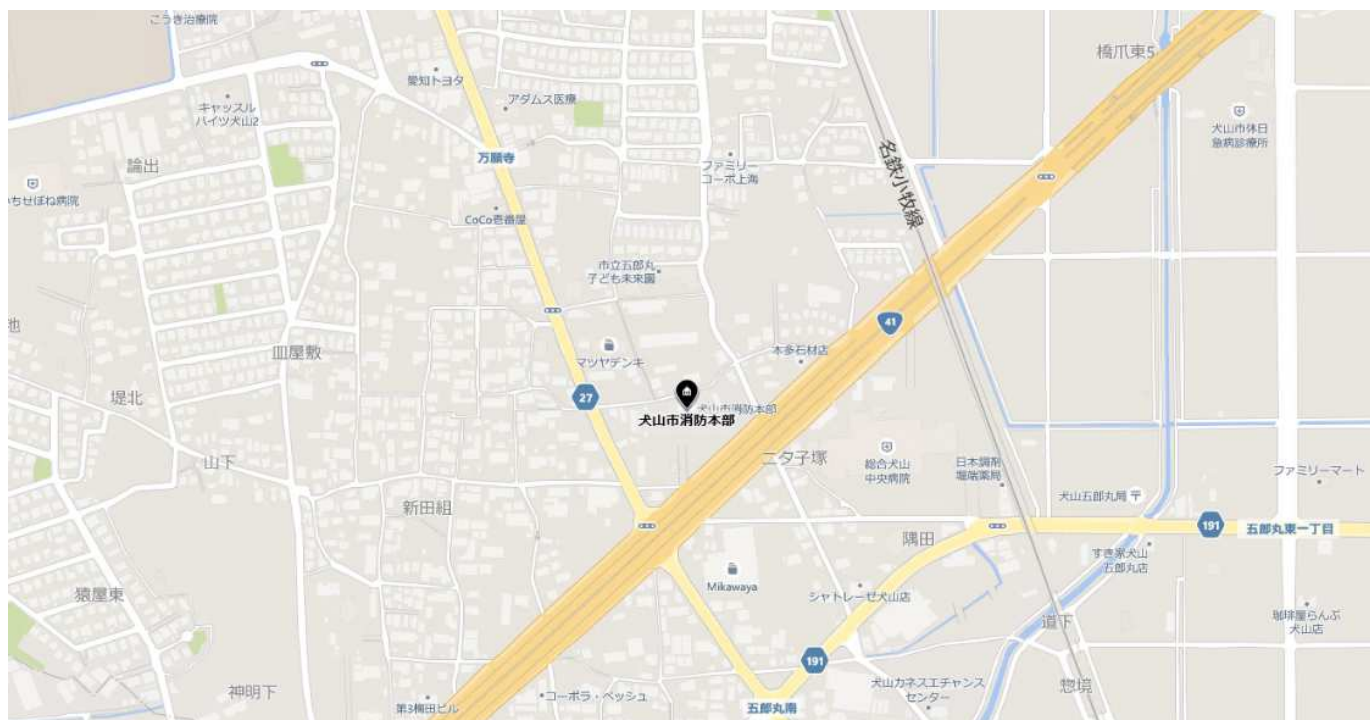 こうき治療院
橋爪東5
愛知トヨタ
アダムス医療
キャッスル
ハイツ犬山2
犬山市休日
急病診療所
論出
万願寺
ファミリー
コーポ上海
名鉄小牧線
いちせぼね病院
CoCo壱番屋
市立五郎丸
子ども未来園
池
41
皿屋敷
マツヤデンキ
本多石材店
堤北
27
犬山市消防本部
犬山市消防本部
山下
二タ子塚
総合犬山
中央病院
日本調剤
堀端薬局
ファミリーマート
犬山五郎丸局
新田組
191
五郎丸東一丁目
隅田
すき家犬山
五郎丸店
猿屋東
Mikawaya
シャトレーゼ犬山店
道下
珈琲屋らんぷ
犬山店
191
神明下
第3梅田ビル
コーポラ・ベッシュ
五郎丸南
犬山カネスエチャンス
センター
惣境